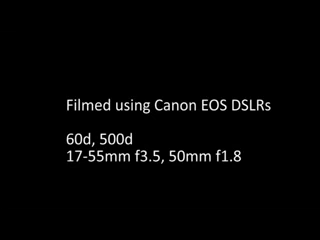 Filmed using Canon EOS DSLRs
60d, 500d
17-55mm f3.5, 50mm f1.8